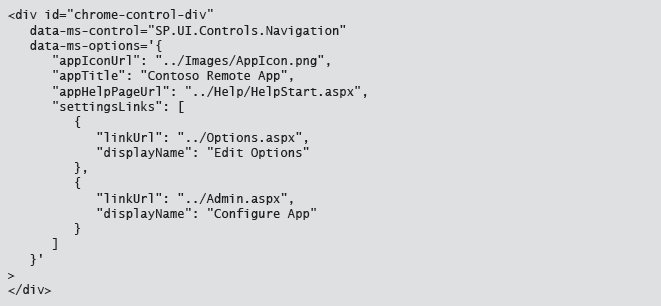 <div id="chrome-control-div"
   data-ms-control="SP.UI.Controls.Navigation"
   data-ms-options='{
      "appIconUrl": "../Images/AppIcon.png",
      "appTitle": "Contoso Remote App",
      "appHelpPageUrl": "../Help/HelpStart.aspx",
      "settingsLinks": [
         {
            "linkUrl": "../Options.aspx",
            "displayName": "Edit Options"
         },
         {
            "linkUrl": "../Admin.aspx",
            "displayName": "Configure App"
         }
      ]
   }'
>
</div>